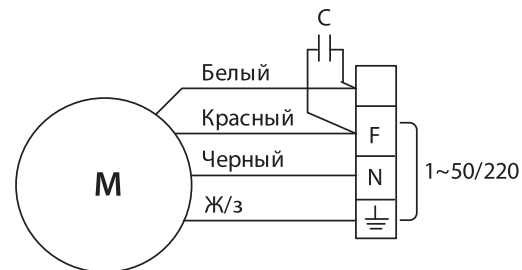 C
Белый
Красный
F
Черный
N
1~50/220
М
Ж/з